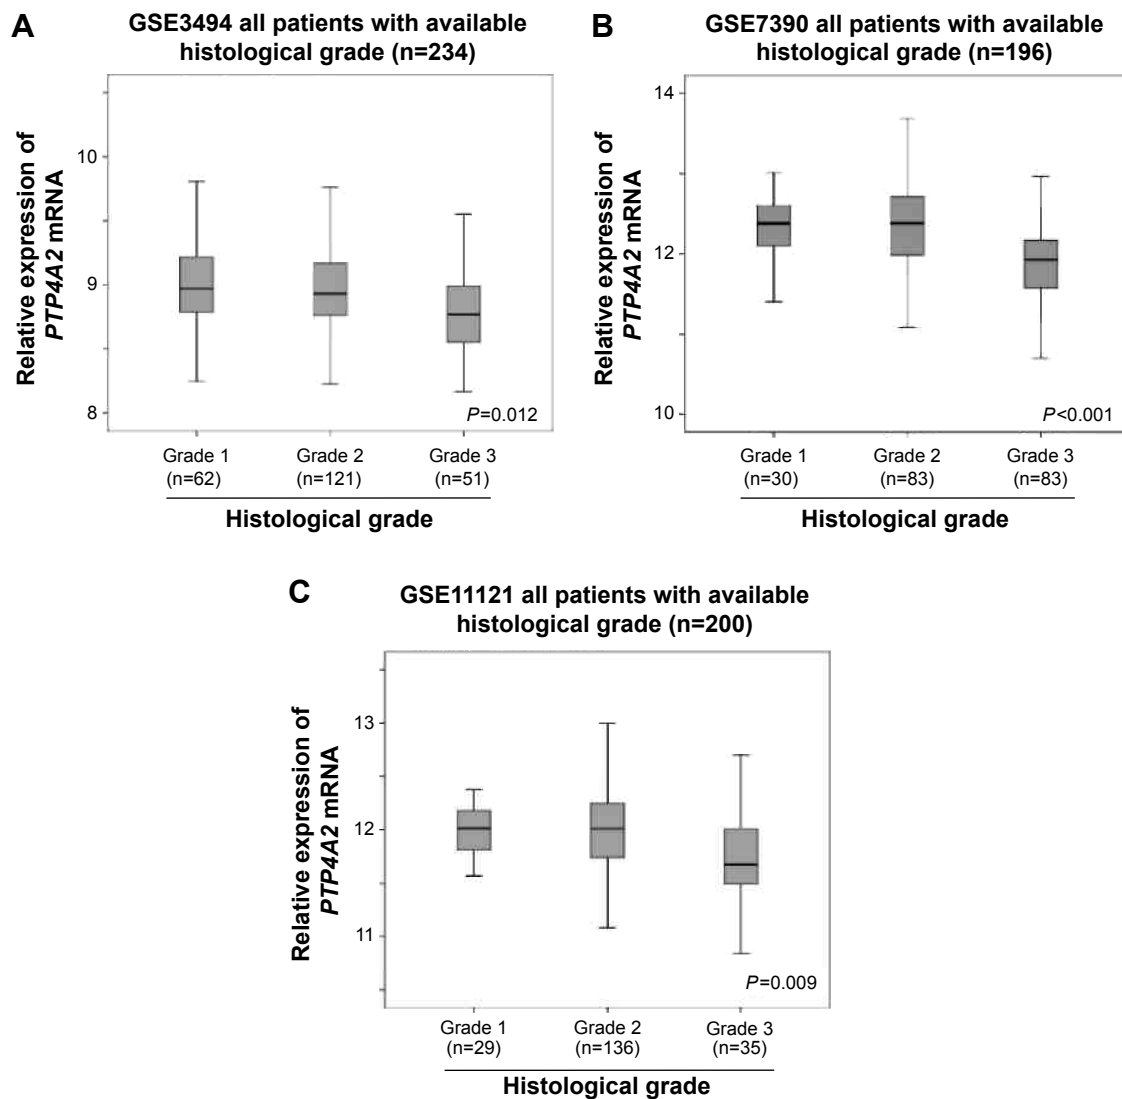 A
GSE3494 all patients with available
histological grade (n=234)
Relative expression of
PTP4A2 mRNA
10
9
8
P=0.012
Grade 1
(n=62)
Grade 2
(n=121)
Grade 3
(n=51)
Histological grade
B
GSE7390 all patients with available
histological grade (n=196)
Relative expression of
PTP4A2 mRNA
14
12
10
P<0.001
Grade 1
(n=30)
Grade 2
(n=83)
Grade 3
(n=83)
Histological grade
C
GSE11121 all patients with available
histological grade (n=200)
Relative expression of
PTP4A2 mRNA
13
12
11
P=0.009
Grade 1
(n=29)
Grade 2
(n=136)
Grade 3
(n=35)
Histological grade